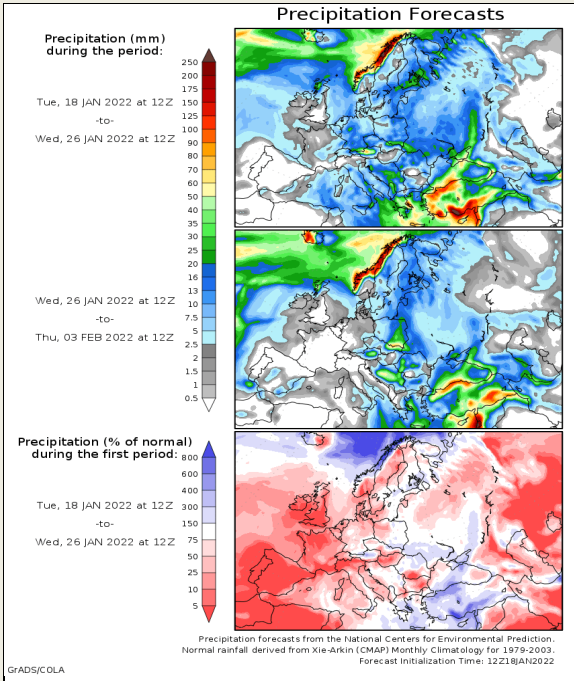 Precipitation Forecasts
Precipitation (mm)
during the period:
Tue, 18 JAN 2022 at 12Z
-to-
Wed, 26 JAN 2022 at 12Z
250
200
175
150
125
100
90
80
70
60
50
40
35
30
25
20
16
13
10
7.5
5
2.5
2
1.5
1
0.5
Wed, 26 JAN 2022 at 12Z
-to-
Thu, 03 FEB 2022 at 12Z
Precipitation (% of normal)
during the first period:
Tue, 18 JAN 2022 at 12Z
-to-
Wed, 26 JAN 2022 at 12Z
800
600
400
300
150
75
50
25
10
5
Precipitation forecasts from the National Centers for Environmental Prediction.
Normal rainfall derived from Xie-Arkin (CMAP) Monthly Climatology for 1979-2003.
Forecast Initialization Time: 12Z18JAN2022
GrADS/COLA